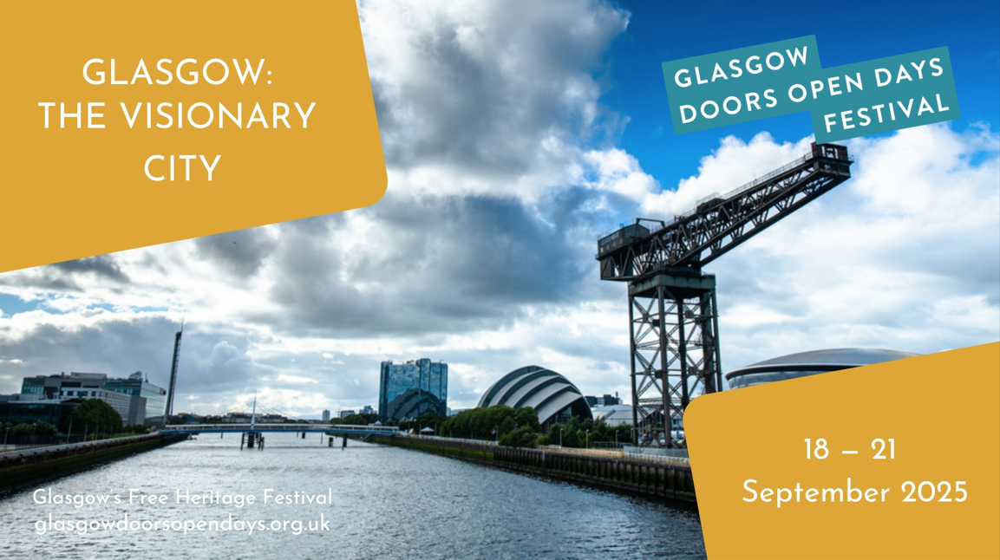 GLASGOW:
THE VISIONARY
CITY
GLASGOW
DOORS OPEN DAYS
FESTIVAL
18 – 21
September 2025
Glasgow's Free Heritage Festival
glasgowdoorsopendays.org.uk